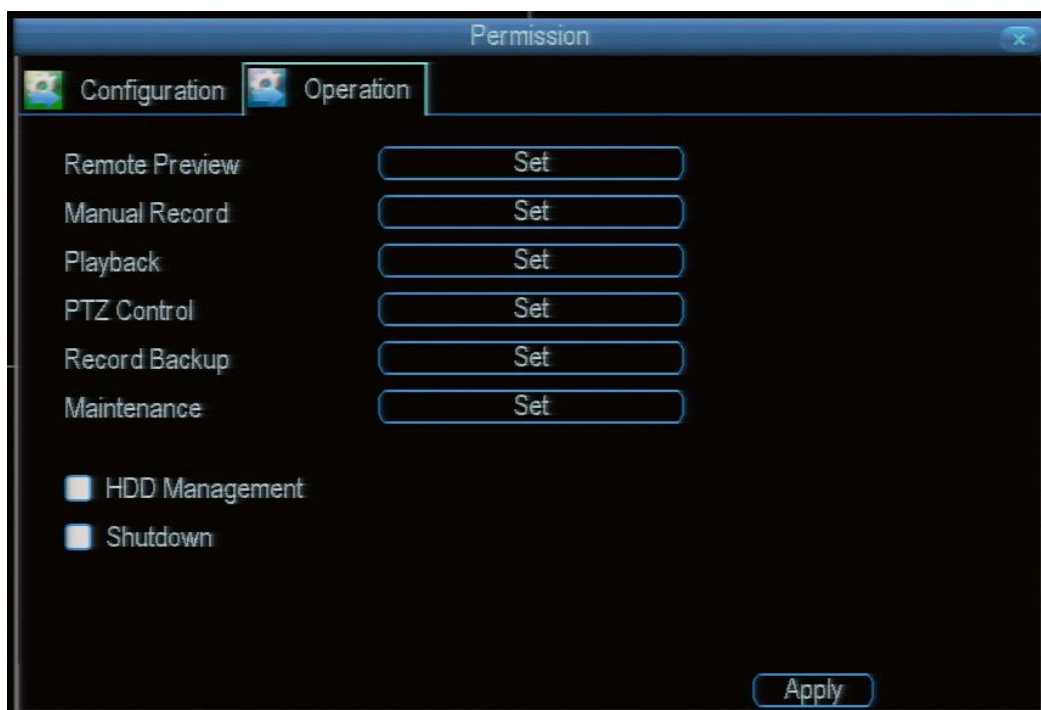 Permission
Configuration Operation
Remote Preview Set
Manual Record Set
Playback Set
PTZ Control Set
Record Backup Set
Maintenance Set
HDD Management
Shutdown
Apply